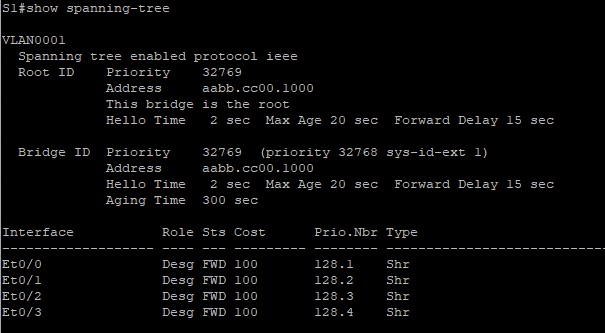 S1#show spanning-tree
VLAN0001
Spanning tree enabled protocol ieee
Root ID Priority 32769
Address aabb.cc00.1000
This bridge is the root
Hello Time 2 sec Max Age 20 sec Forward Delay 15 sec
Bridge ID Priority 32769 (priority 32768 sys-id-ext 1)
Address aabb.cc00.1000
Hello Time 2 sec Max Age 20 sec Forward Delay 15 sec
Aging Time 300 sec
Interface Role Sts Cost Prio.Nbr Type
------------------- ---- --- --------- -------- --------------------------------
Et0/0 Desg FWD 100 128.1 Shr
Et0/1 Desg FWD 100 128.2 Shr
Et0/2 Desg FWD 100 128.3 Shr
Et0/3 Desg FWD 100 128.4 Shr